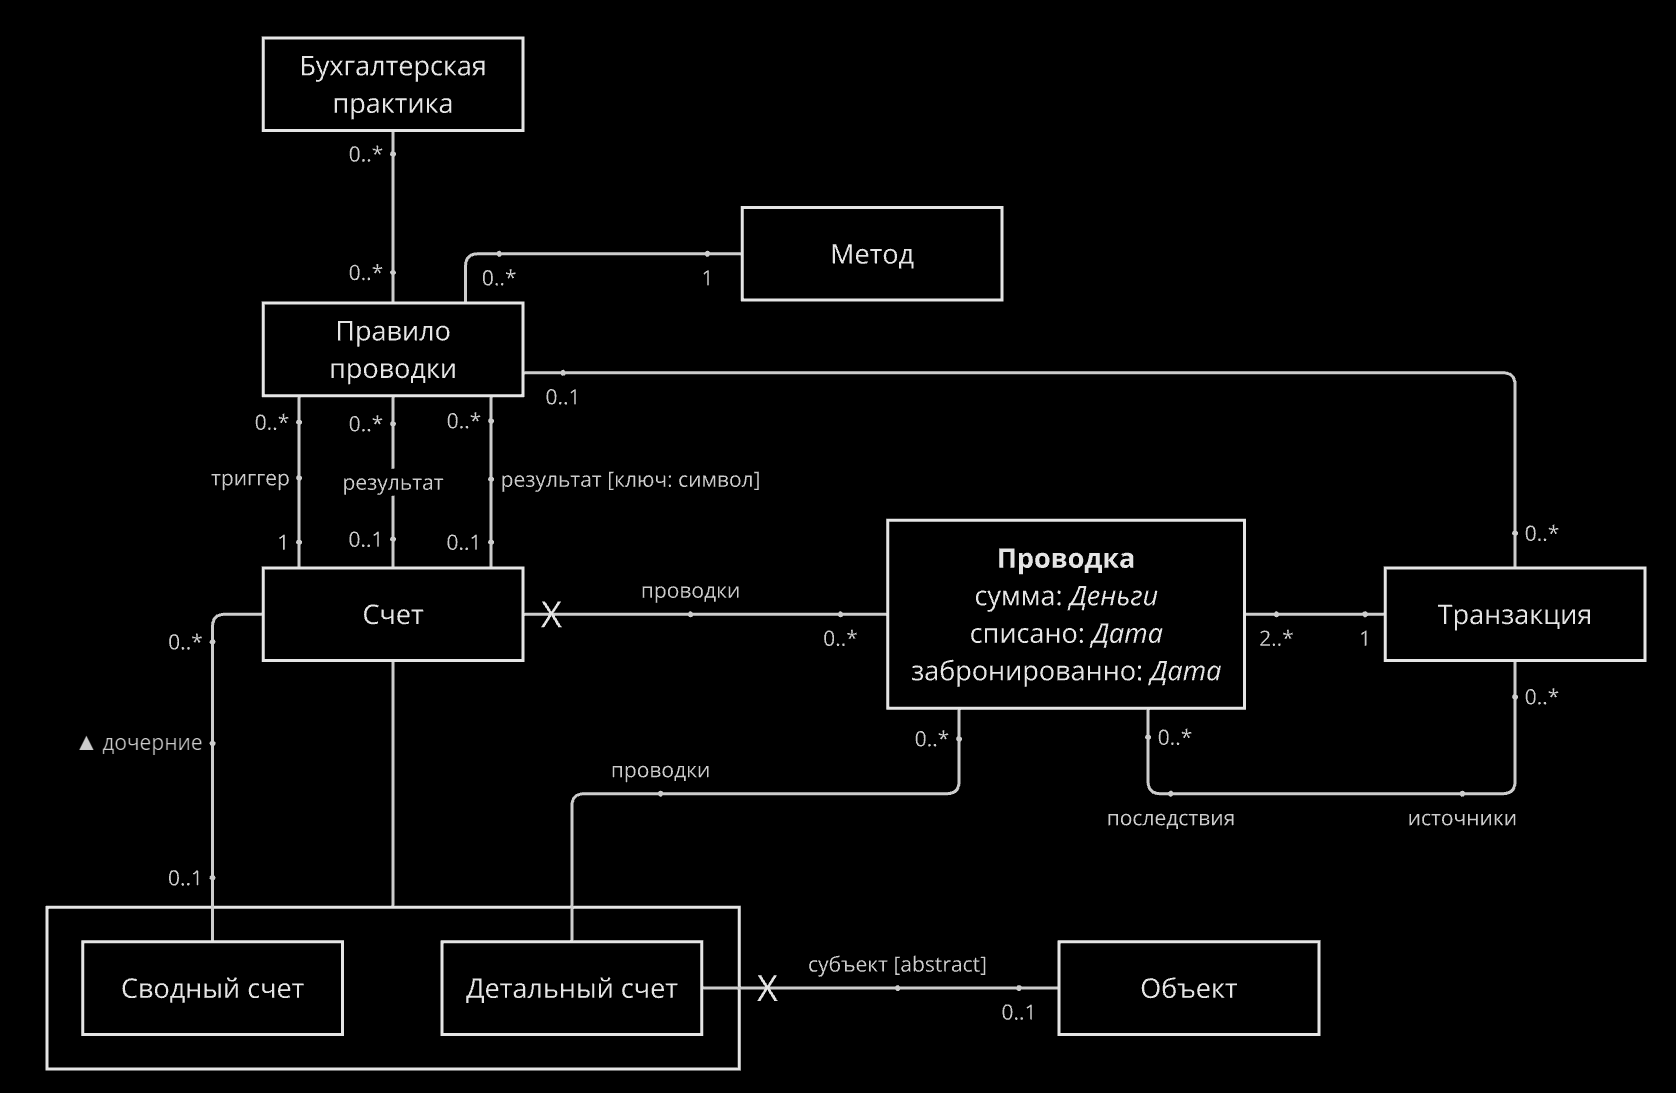 Бухгалтерская
практика
0..*
0..*
Метод
0..*
1
Правило
проводки
0..1
0..*
0..*
0..*
триггер
результат
результат [ключ: символ]
1
0..1
0..1
0..*
Счет
проводки
0..*
Проводка
сумма: Деньги
списано: Дата
забронированно: Дата
2..*
1
Транзакция
0..*
0..*
0..*
0..*
▲ дочерние
проводки
последствия
источники
0..1
Сводный счет
Детальный счет
субъект [abstract]
0..1
Объект